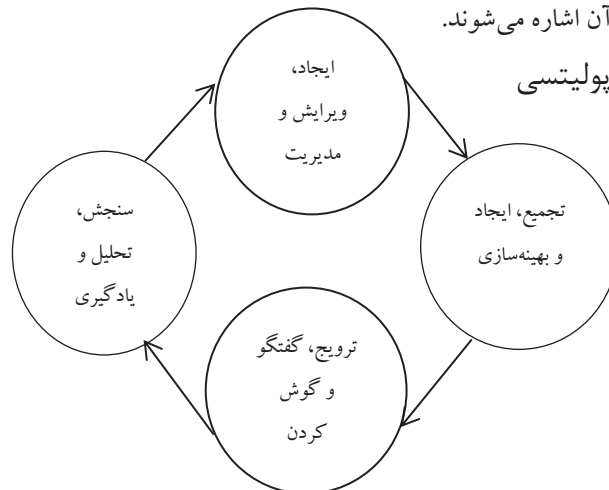 آن اشاره می‌شوند.
پولیتسی
ایجاد،
ویرایش و
مدیریت
تجمیع، ایجاد
و بهینه‌سازی
ترویج، گفتگو
و گوش
کردن
سنجش،
تحلیل و
یادگیری